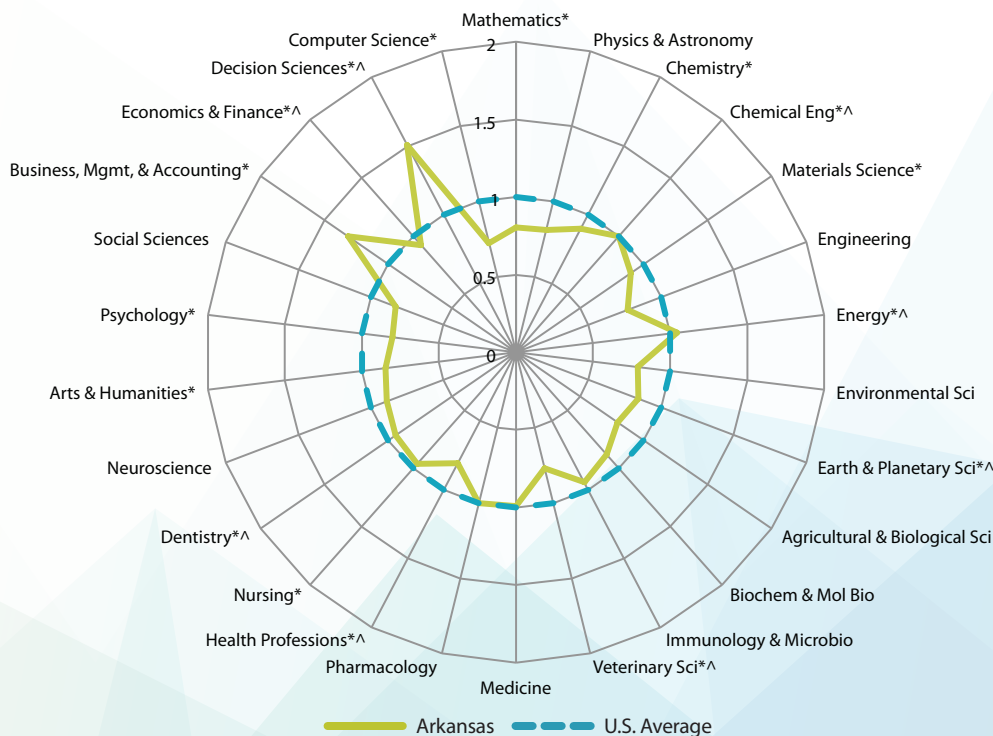 Mathematics*
Computer Science*
Physics & Astronomy
Decision Sciences*^
Chemistry*
Economics & Finance*^
Chemical Eng*^
Business, Mgmt, & Accounting*
Materials Science*
Social Sciences
Engineering
Psychology*
Energy*^
Arts & Humanities*
Environmental Sci
Neuroscience
Earth & Planetary Sci*^
Dentistry*^
Agricultural & Biological Sci
Nursing*
Biochem & Mol Bio
Health Professions*^
Immunology & Microbio
Pharmacology
Veterinary Sci*^
Medicine
2
1.5
1
0.5
0
Arkansas
U.S. Average